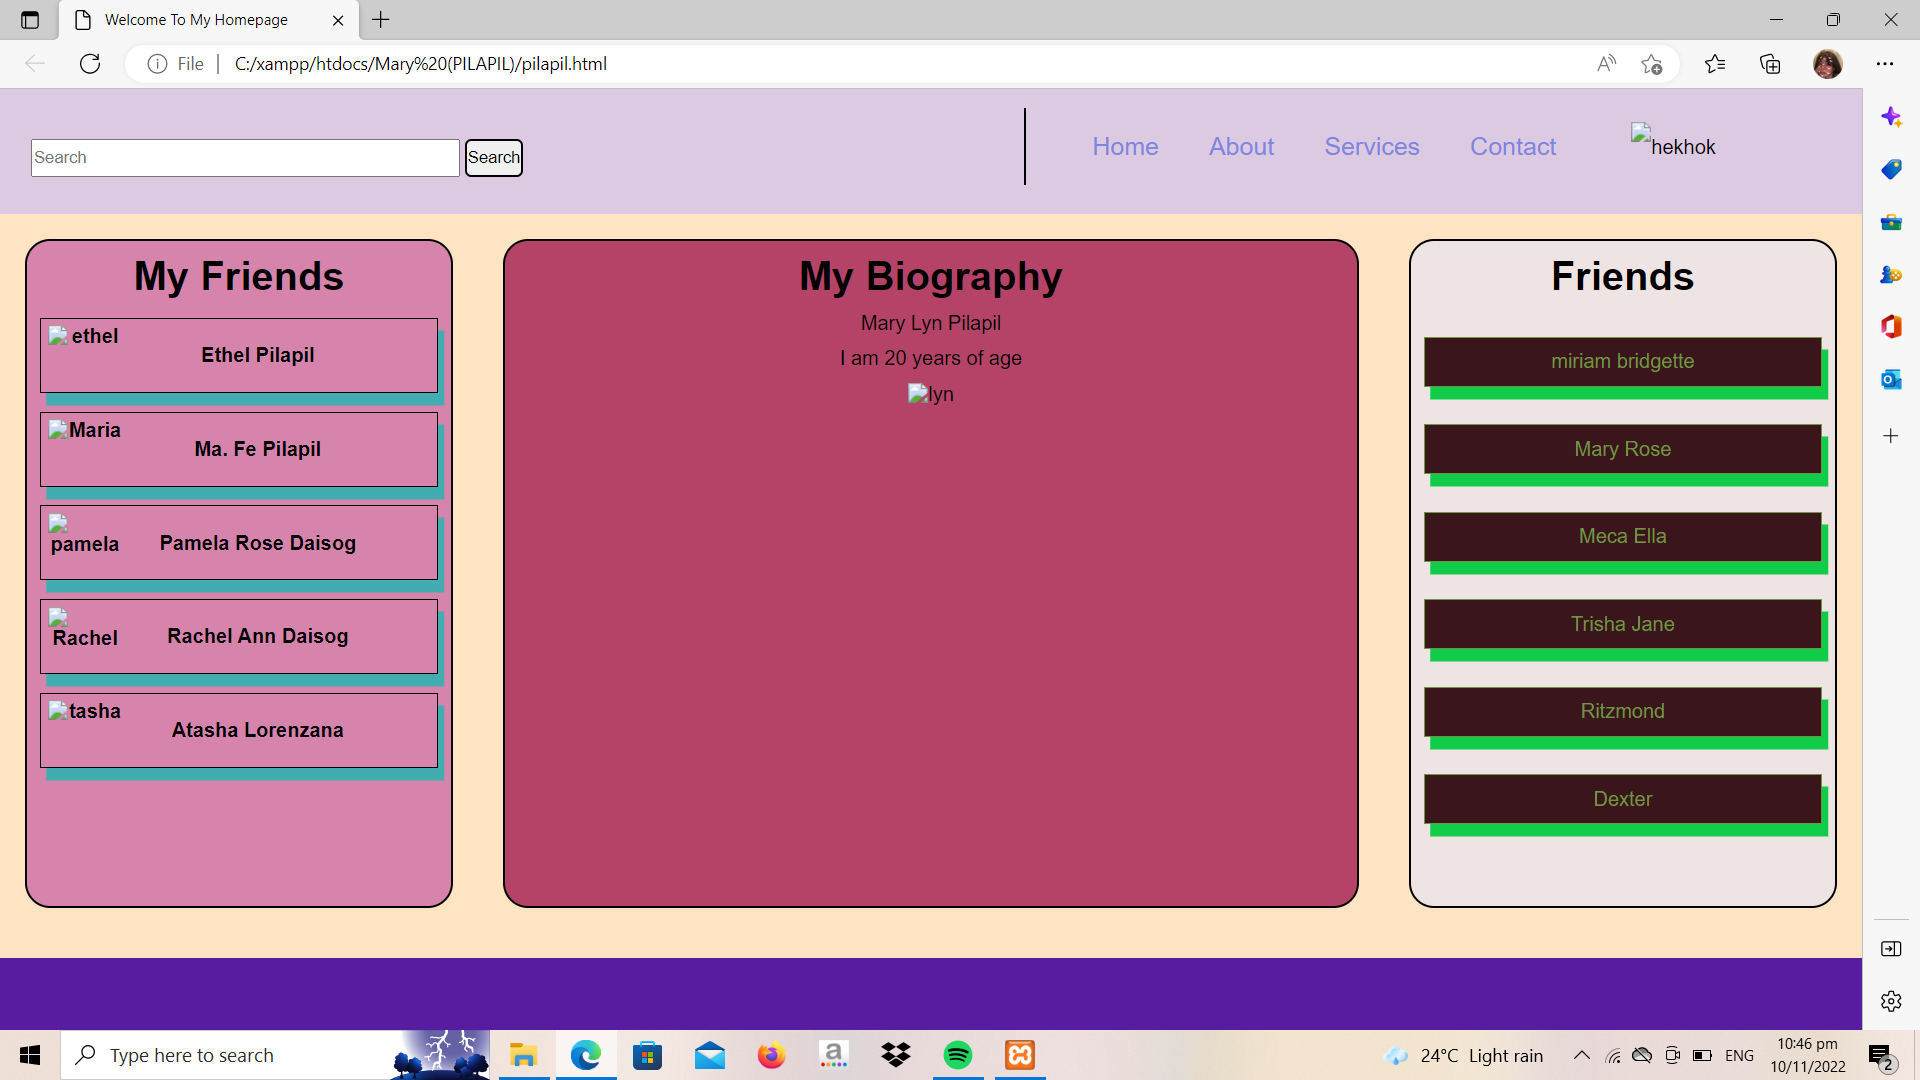 Welcome To My Homepage
File
C:/xampp/htdocs/Mary%20(PILAPIL)/pilapil.html
Search
Search
Home
About
Services
Contact
hekhok
My Friends
ethel
Ethel Pilapil
Maria
Ma. Fe Pilapil
pamela
Pamela Rose Daisog
Rachel
Rachel Ann Daisog
tasha
Atasha Lorenzana
My Biography
Mary Lyn Pilapil
I am 20 years of age
lyn
Friends
miriam bridgette
Mary Rose
Meca Ella
Trisha Jane
Ritzmond
Dexter
Type here to search
24°C Light rain
ENG
10:46 pm
10/11/2022
2